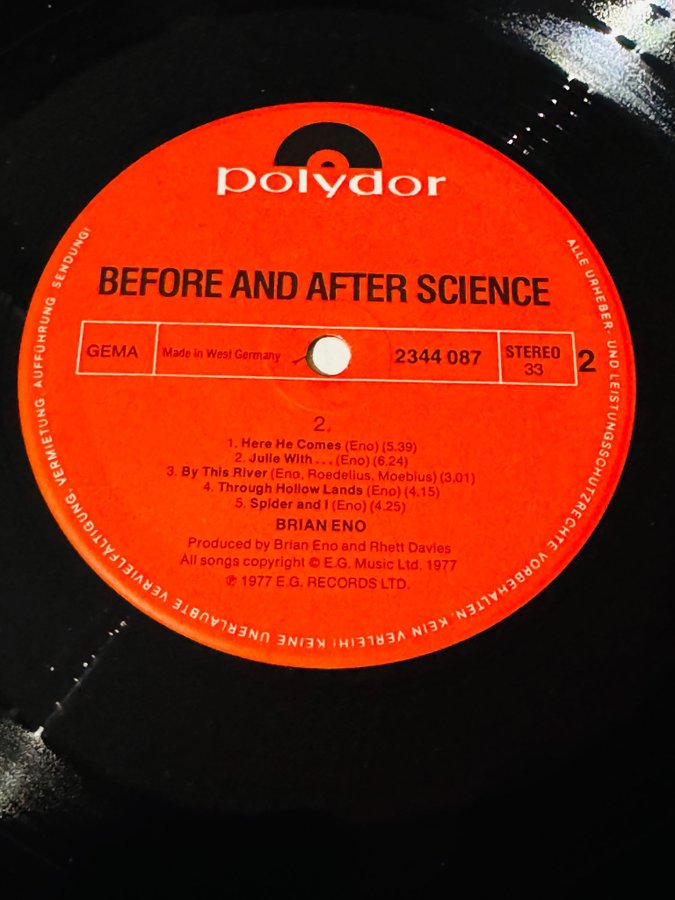 polydor
BEFORE AND AFTER SCIENCE
GEMA
Made in West Germany
2344 087
STEREO
33
2
2.
1. Here He Comes (Eno) (5.39)
2. Julie With... (Eno) (6.24)
3. By This River (Eno, Roedelius, Moebius) (3.01)
4. Through Hollow Lands (Eno) (4.15)
5. Spider and I (Eno) (4.25)
BRIAN ENO
Produced by Brian Eno and Rhett Davies
All songs copyright © E.G. Music Ltd. 1977
℗ 1977 E.G. RECORDS LTD.
ALLE URHEBER- UND LEISTUNGSSCHUTZRECHTE VORBEHALTEN. KEIN VERLEIH! KEINE UNERLAUBTE VERVIELFÄLTIGUNG, VERMIETUNG, AUFFÜHRUNG, SENDUNG!